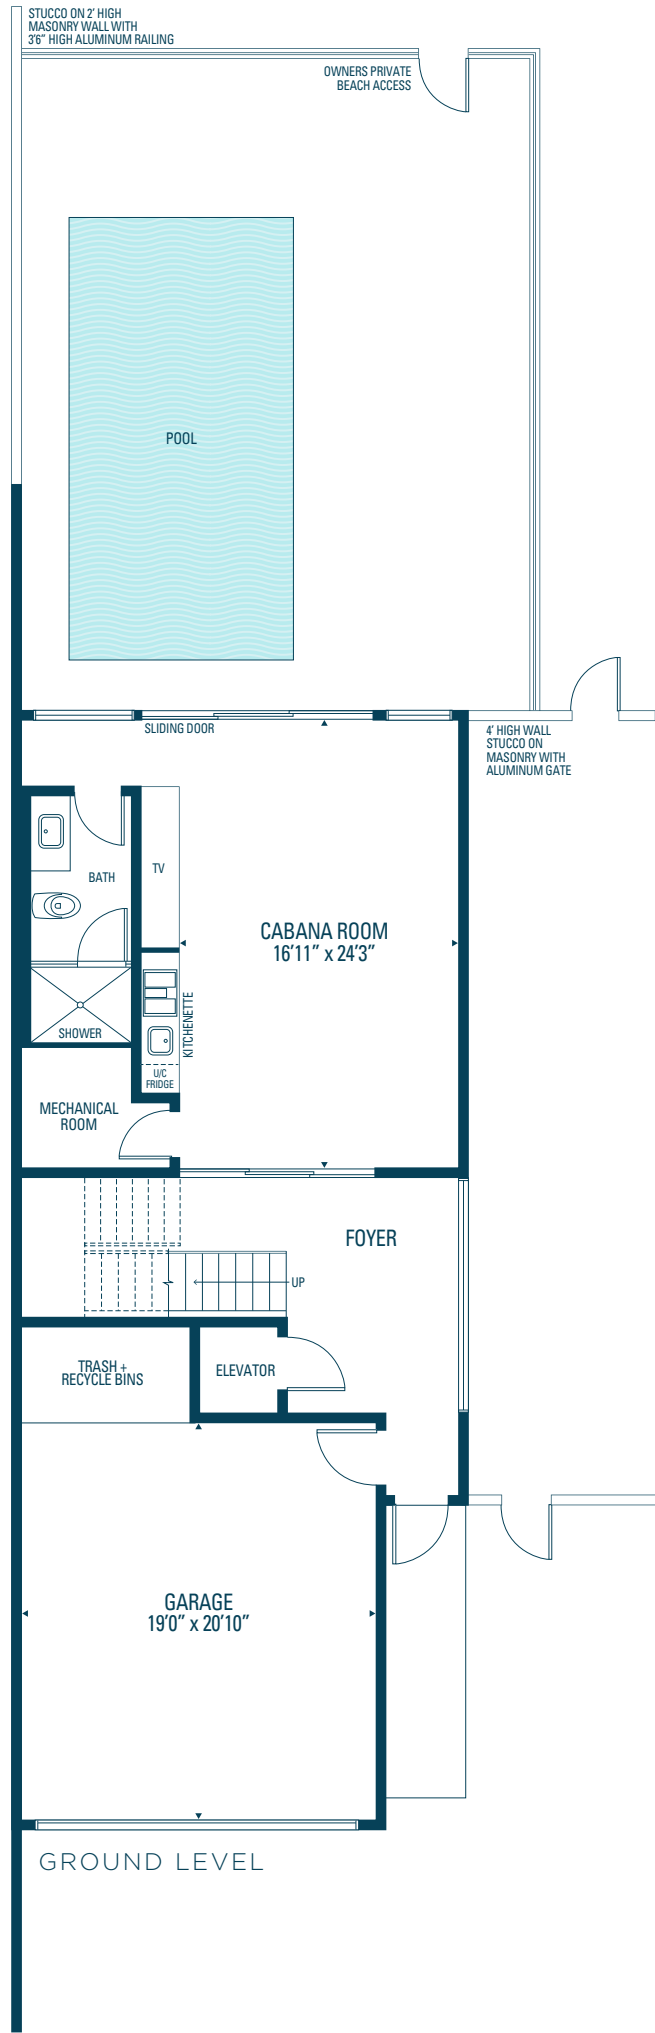 STUCCO ON 2’ HIGH
MASONRY WALL WITH
3’6” HIGH ALUMINUM RAILING
OWNERS PRIVATE
BEACH ACCESS
POOL
SLIDING DOOR
4’ HIGH WALL
STUCCO ON
MASONRY WITH
ALUMINUM GATE
BATH
TV
CABANA ROOM
16’11” x 24’3”
SHOWER
KITCHENETTE
U/C
FRIDGE
MECHANICAL
ROOM
FOYER
UP
TRASH +
RECYCLE BINS
ELEVATOR
GARAGE
19’0” x 20’10”
GROUND LEVEL